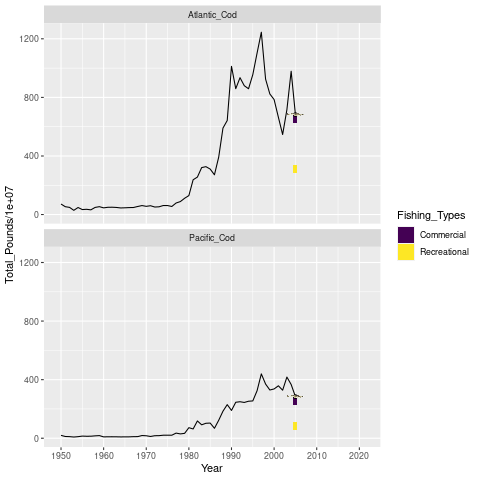 Atlantic_Cod
1200
800
400
0
Pacific_Cod
1200
800
400
0
1950 1960 1970 1980 1990 2000 2010 2020
Year
Total_Pounds/1e+07
Fishing_Types
Commercial
Recreational